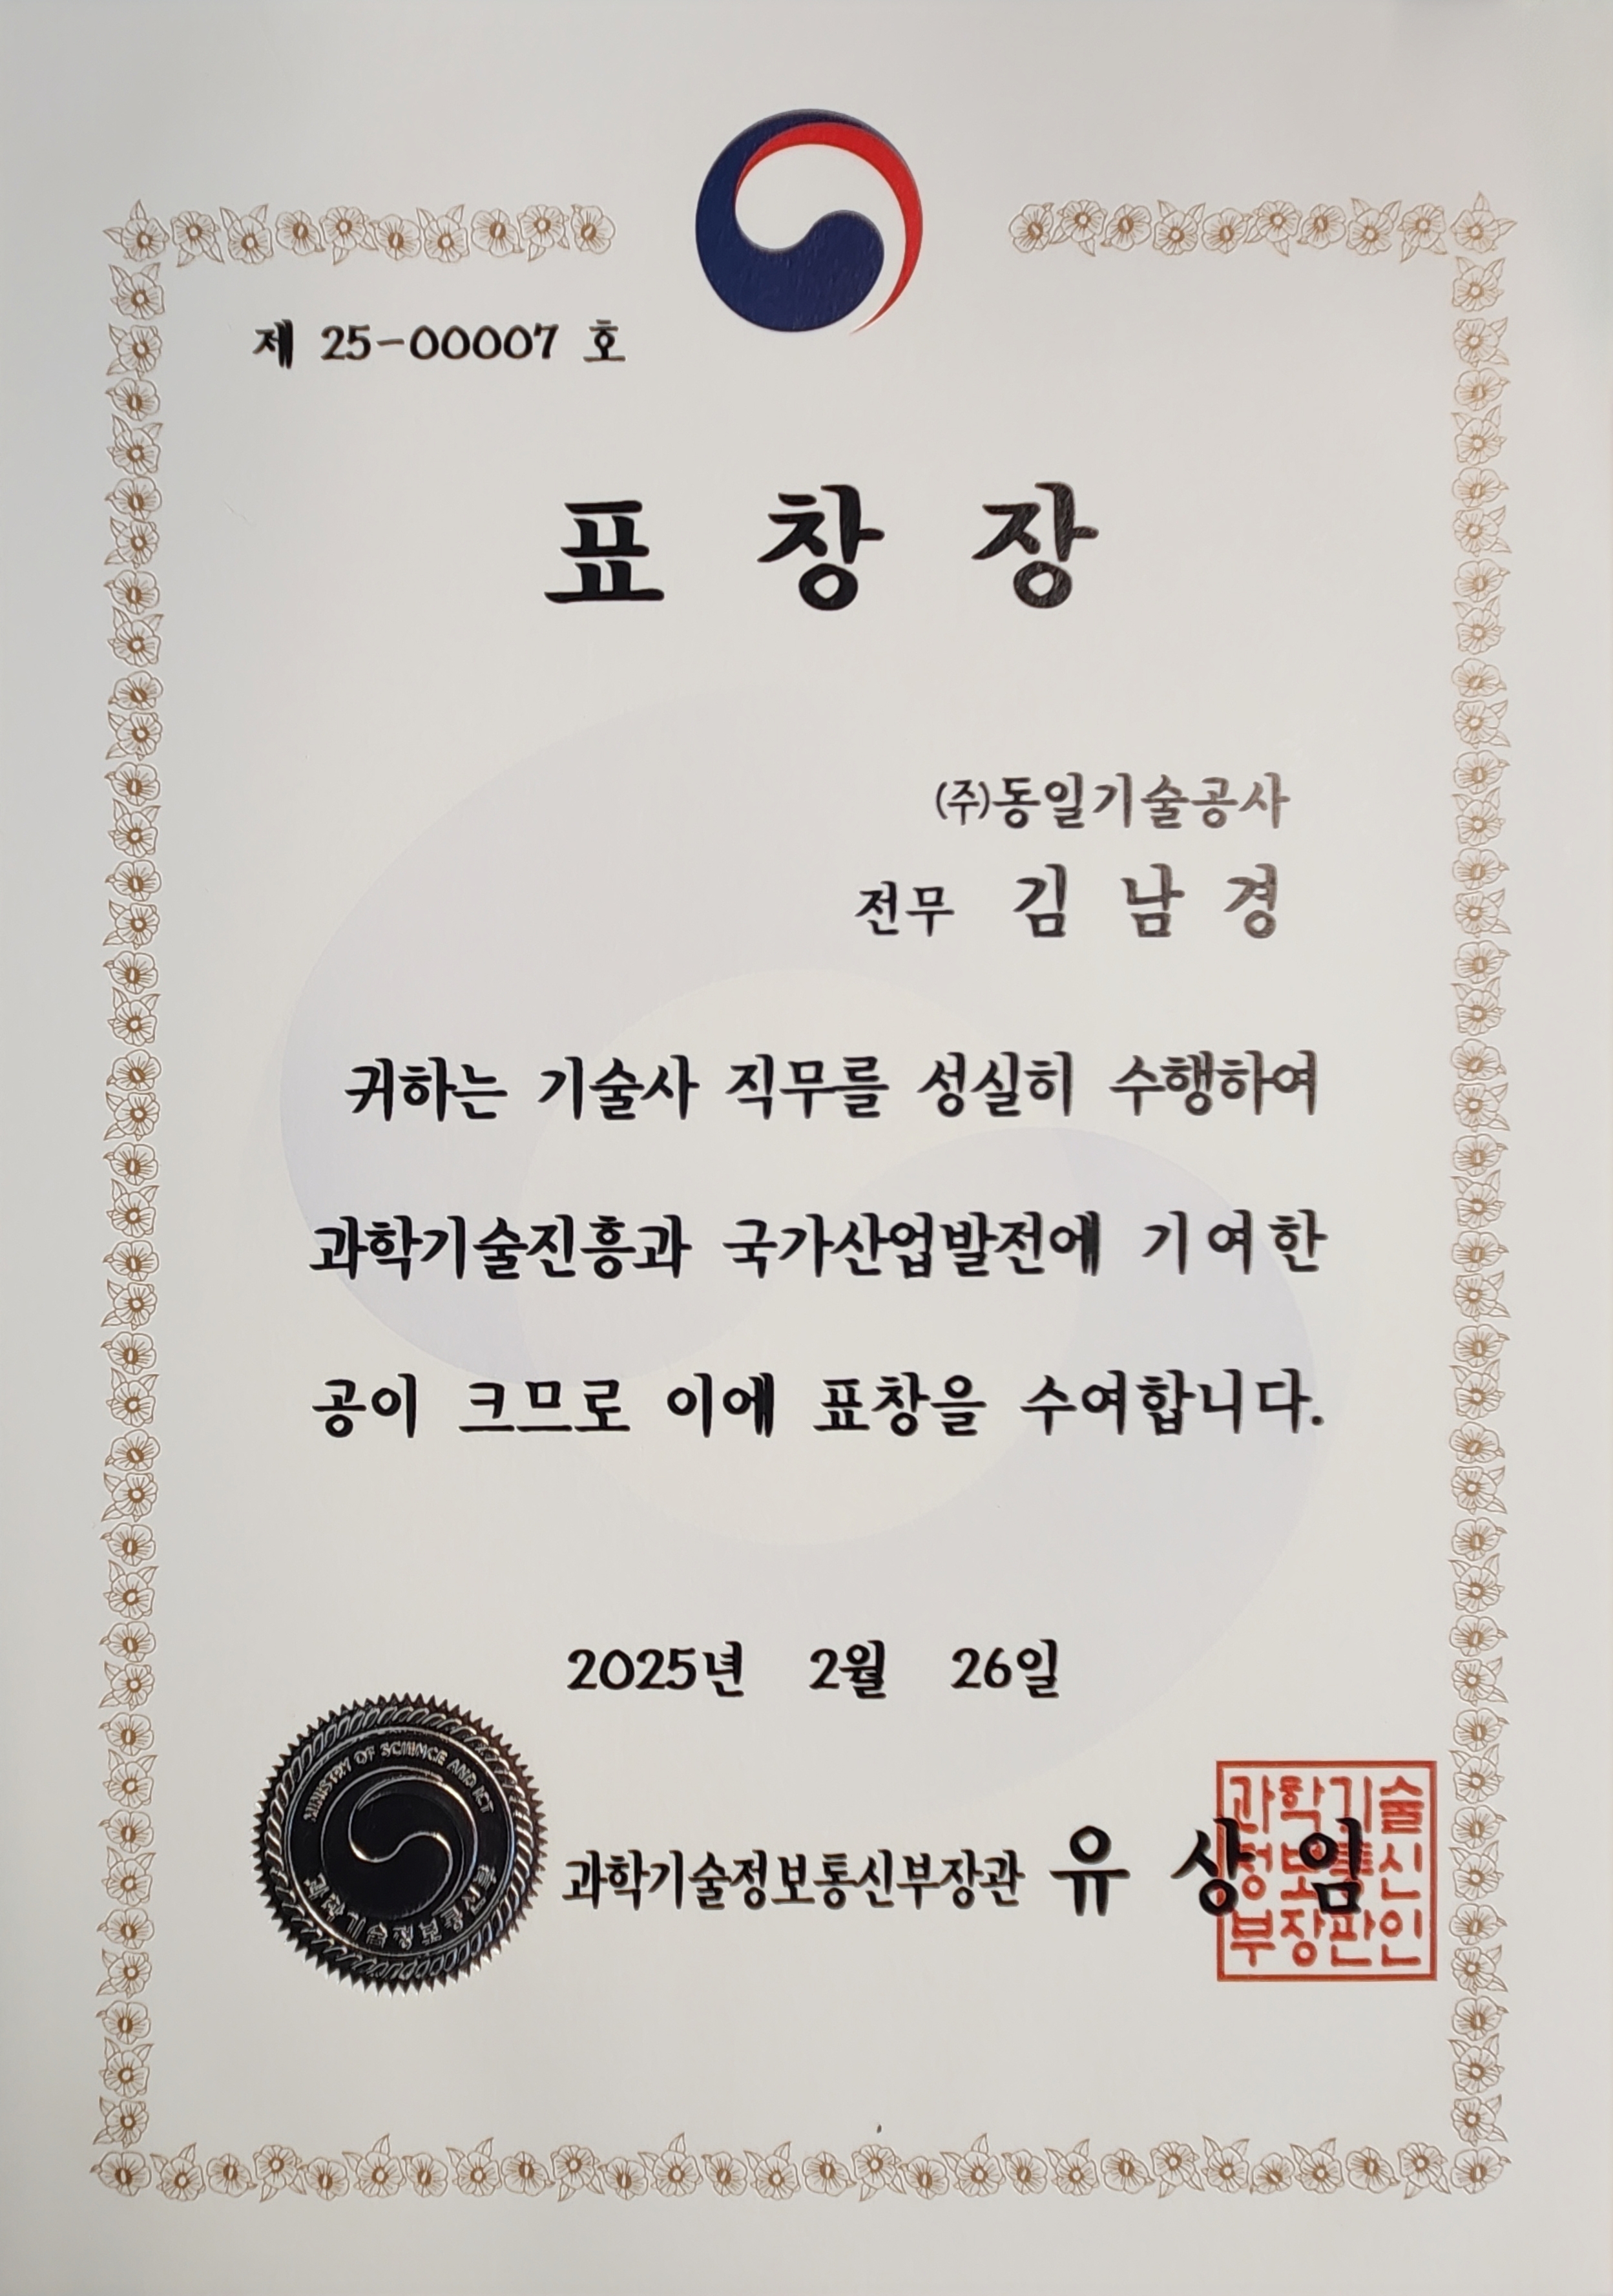 제 25-00007 호
표 창 장
(주)동일기술공사
전무 김 남 경
귀하는 기술사 직무를 성실히 수행하여
과학기술진흥과 국가산업발전에 기여한
공이 크므로 이에 표창을 수여합니다.
2025년 2월 26일
MINISTRY OF SCIENCE AND ICT
과학기술정보통신부
과학기술정보통신부장관 유 상 임
과학기술
정보통신
부장관인